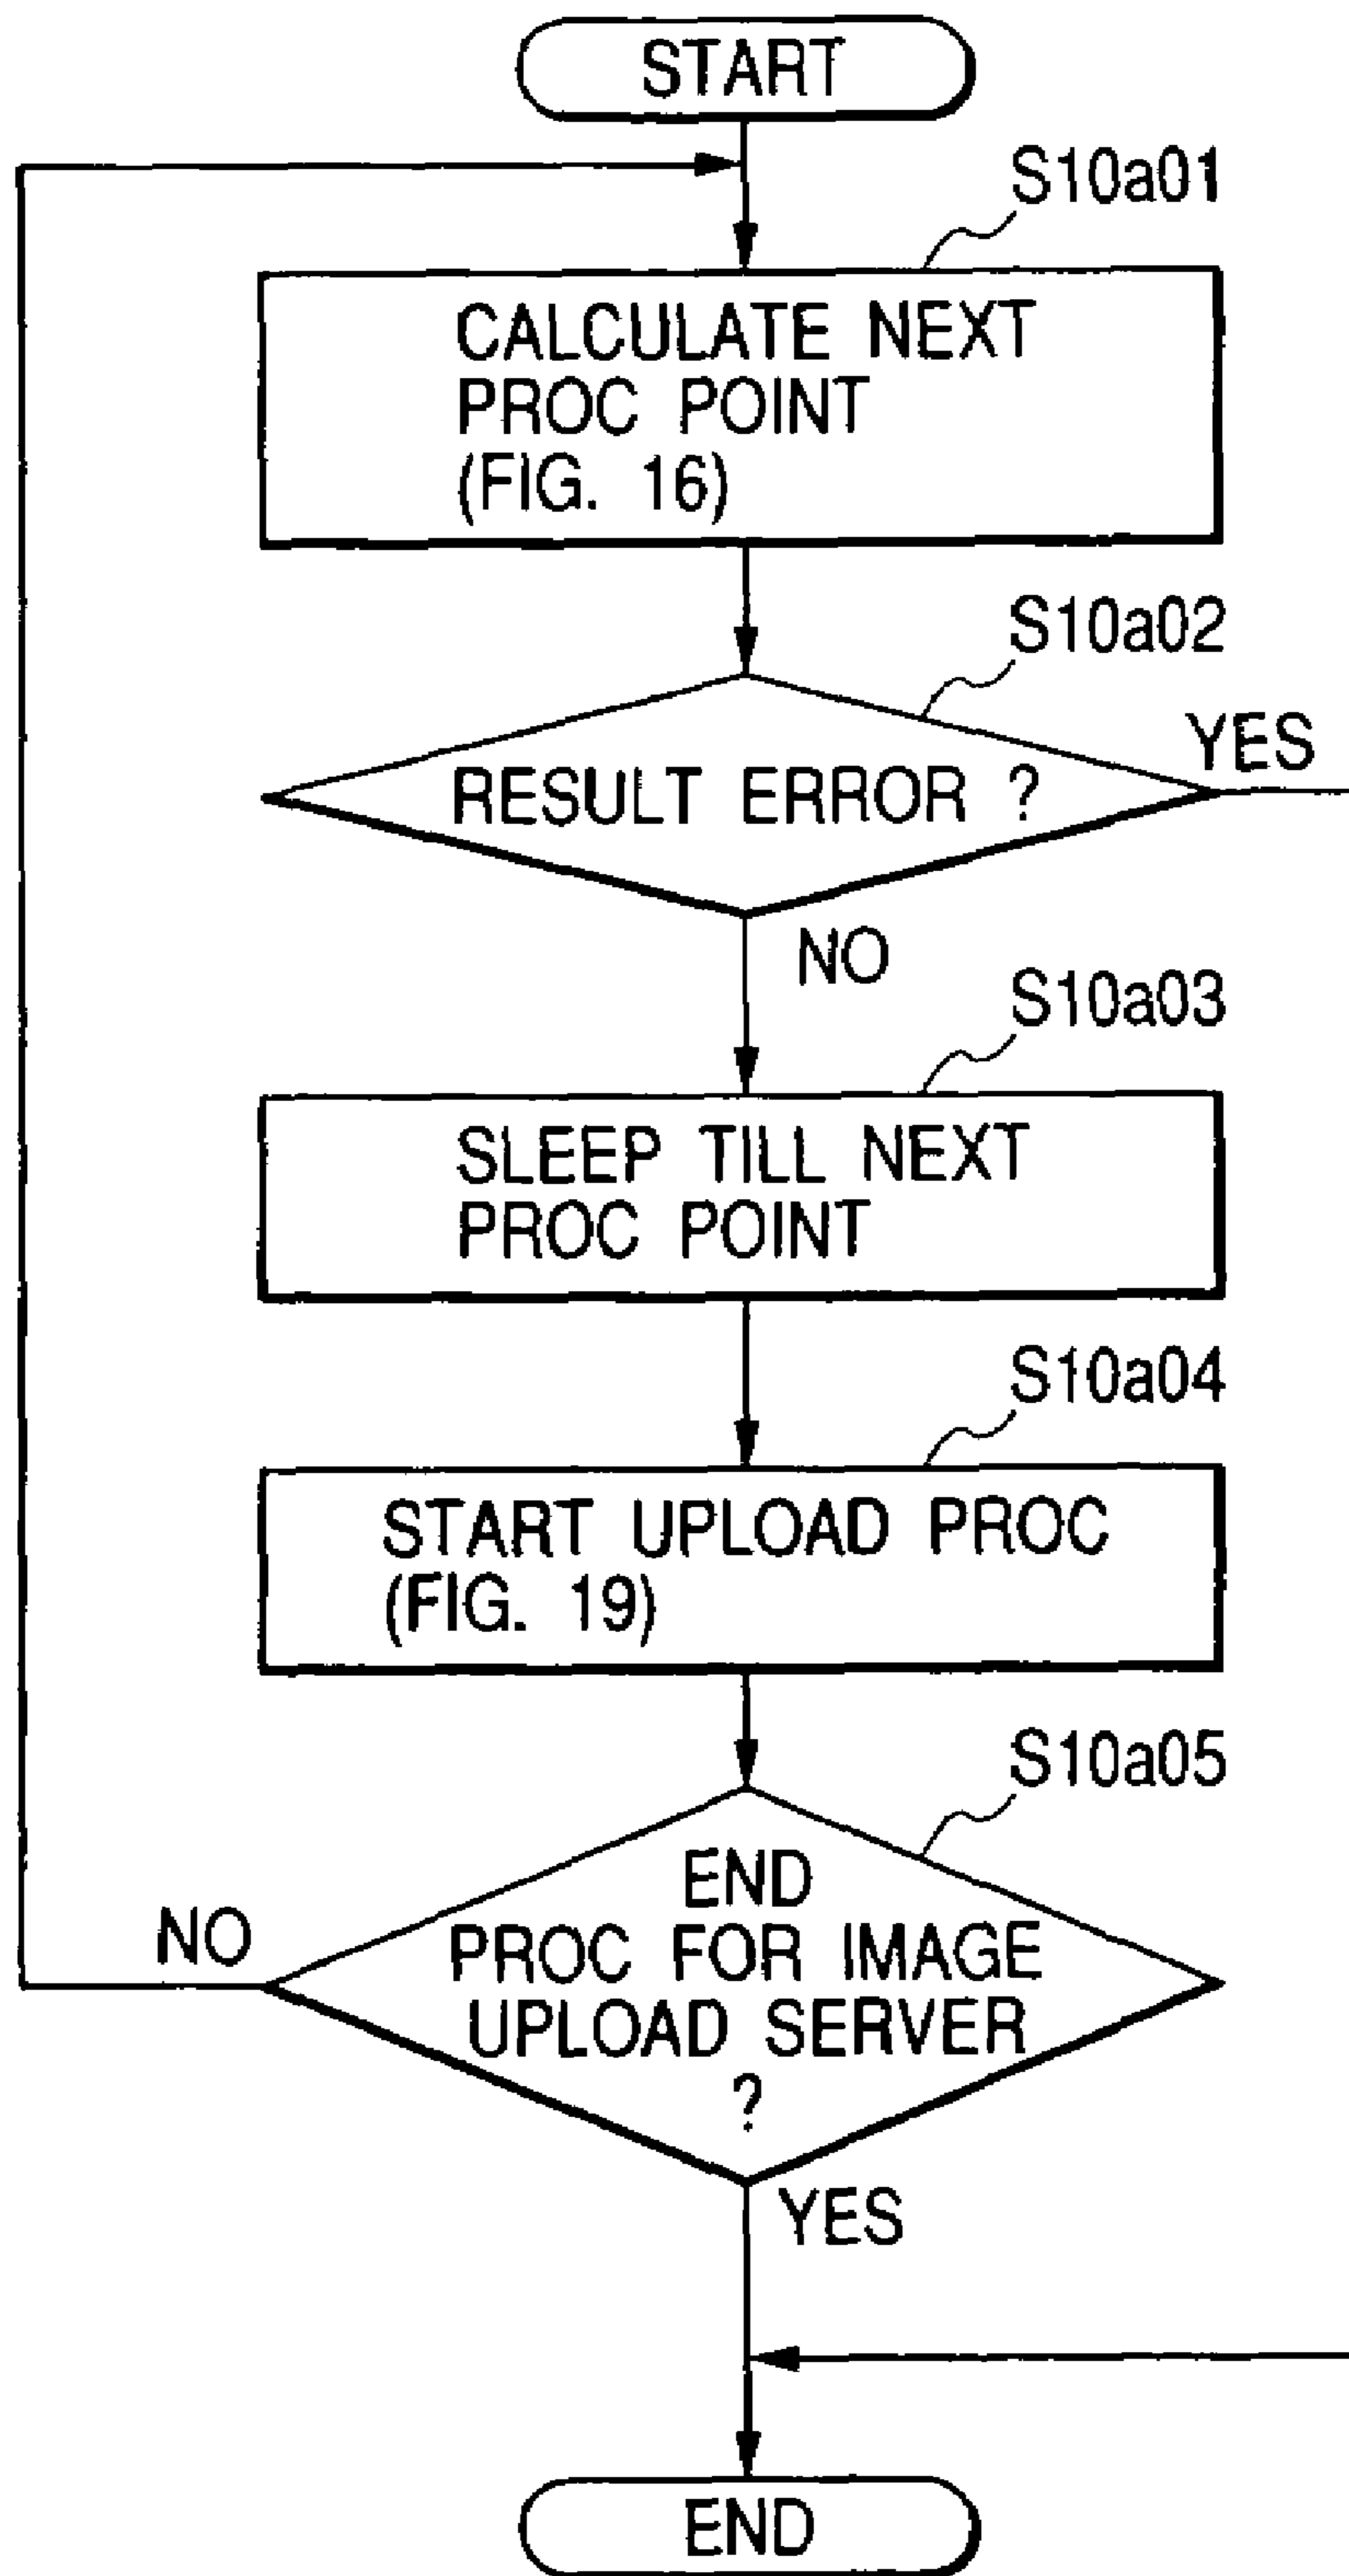 START
S10a01
CALCULATE NEXT
PROC POINT
(FIG. 16)
S10a02
YES
RESULT ERROR ?
NO
S10a03
SLEEP TILL NEXT
PROC POINT
S10a04
START UPLOAD PROC
(FIG. 19)
S10a05
END
NO
PROC FOR IMAGE
UPLOAD SERVER
?
YES
END